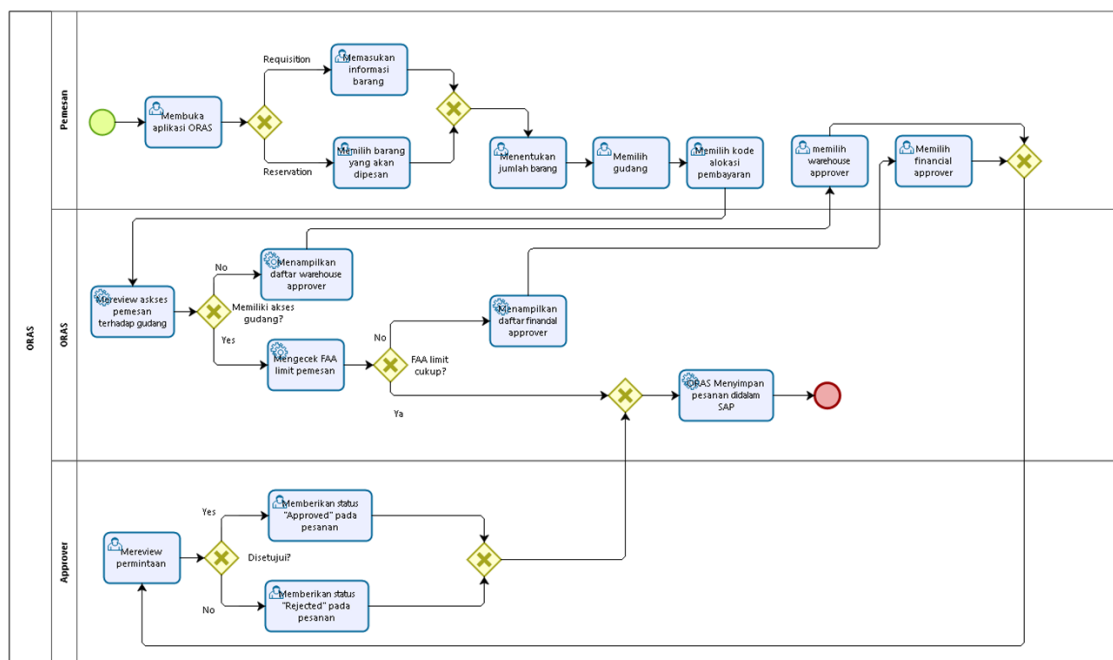 ORAS
Pemesan
Membuka
aplikasi ORAS
Requisition
Reservation
Memasukan
informasi
barang
Memilih barang
yang akan
dipesan
Menentukan
jumlah barang
Memilih
gudang
Memilih kode
alokasi
pembayaran
memilih
warehouse
approver
Memilih
financial
approver
ORAS
Mereview askses
pemesan
terhadap gudang
No
Memiliki akses
gudang?
Yes
Menampilkan
daftar warehouse
approver
Mengecek FAA
limit pemesan
No
FAA limit
cukup?
Ya
Menampilkan
daftar finandal
approver
ORAS Menyimpan
pesanan didalam
SAP
Approver
Mereview
permintaan
Yes
Disetujui?
No
Memberikan status
"Approved" pada
pesanan
Memberikan status
"Rejected" pada
pesanan